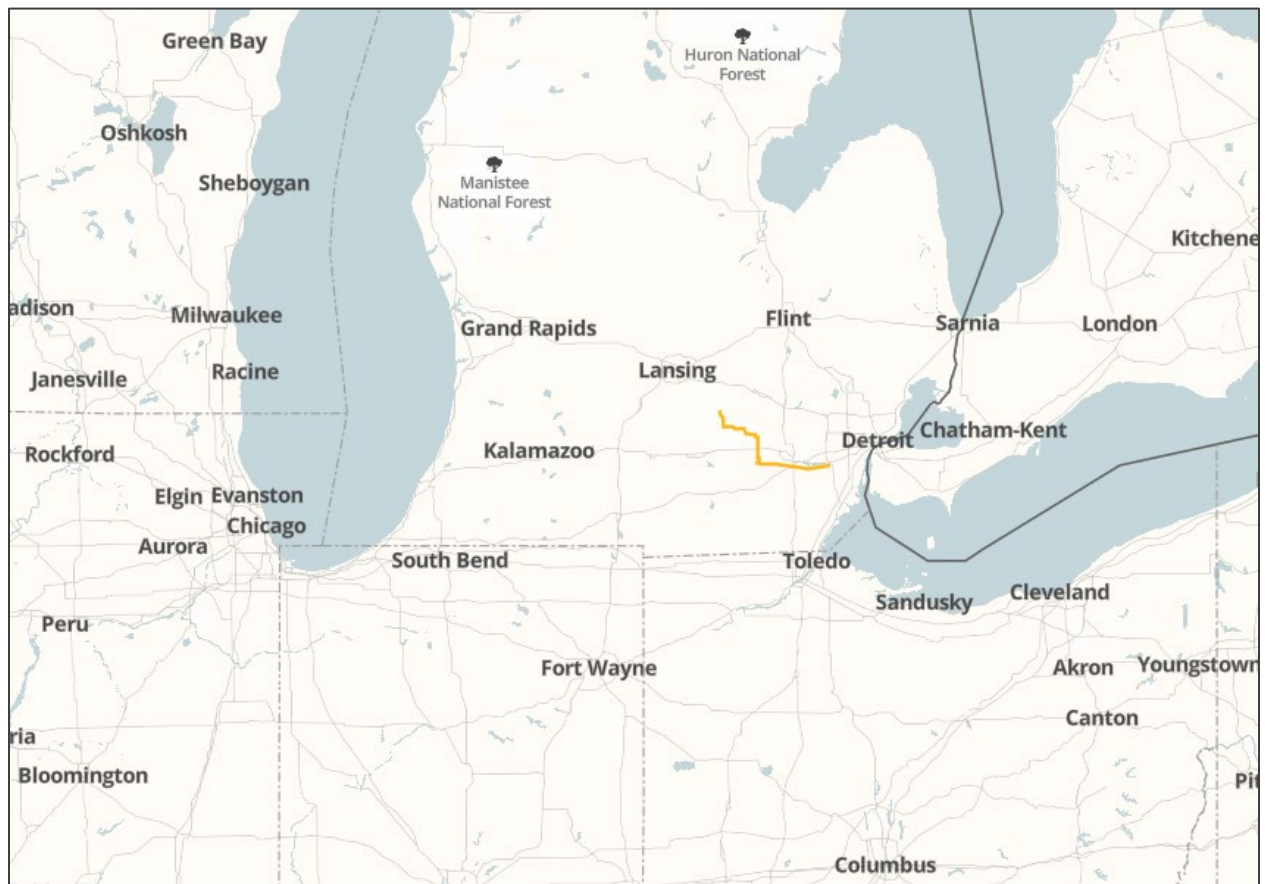 Green Bay
Huron National
Forest
Oshkosh
Manistee
National Forest
Sheboygan
Kitchene
adison
Milwaukee
Grand Rapids
Flint
Sarnia
London
Janesville
Racine
Lansing
Rockford
Kalamazoo
Detroit
Chatham-Kent
Elgin
Evanston
Chicago
Aurora
South Bend
Toledo
Sandusky
Cleveland
Peru
Fort Wayne
Akron
Youngstown
Canton
ria
Bloomington
Pit
Columbus